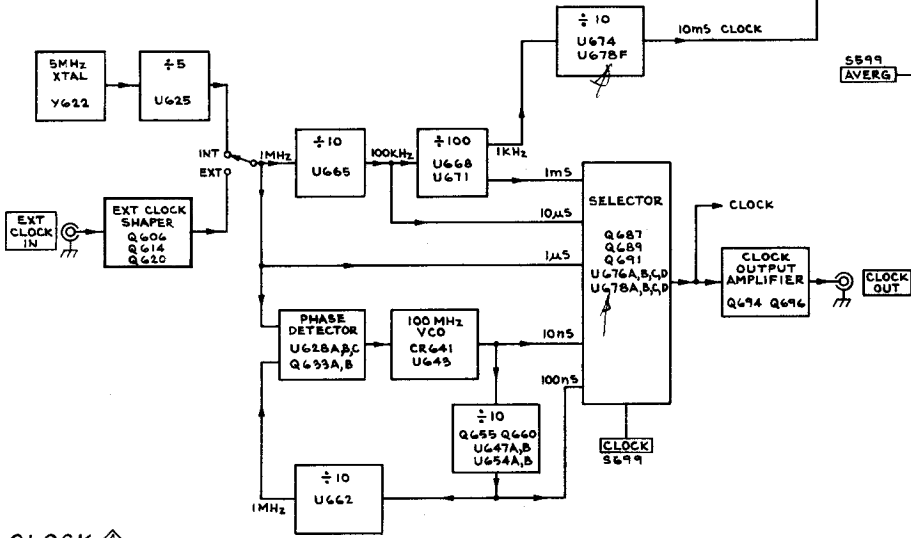 ÷ 10
U674
U678F
10mS CLOCK
S599
AVERG
5MHz
XTAL
Y622
÷5
U625
INT
EXT
1MHz
÷ 10
U665
100KHz
÷ 100
U668
U671
1KHz
1mS
10µS
1µS
10nS
100nS
EXT
CLOCK
IN
EXT CLOCK
SHAPER
Q606
Q614
Q620
SELECTOR
Q687
Q689
Q691
U676A,B,C,D
U678A,B,C,D
CLOCK
CLOCK
OUTPUT
AMPLIFIER
Q694 Q696
CLOCK
OUT
PHASE
DETECTOR
U628A,B,C
Q633A,B
100 MHz
VCO
CR641
U643
÷10
Q655 Q660
U647A,B
U654A,B
CLOCK
S699
1MHz
÷ 10
U662
CLOCK